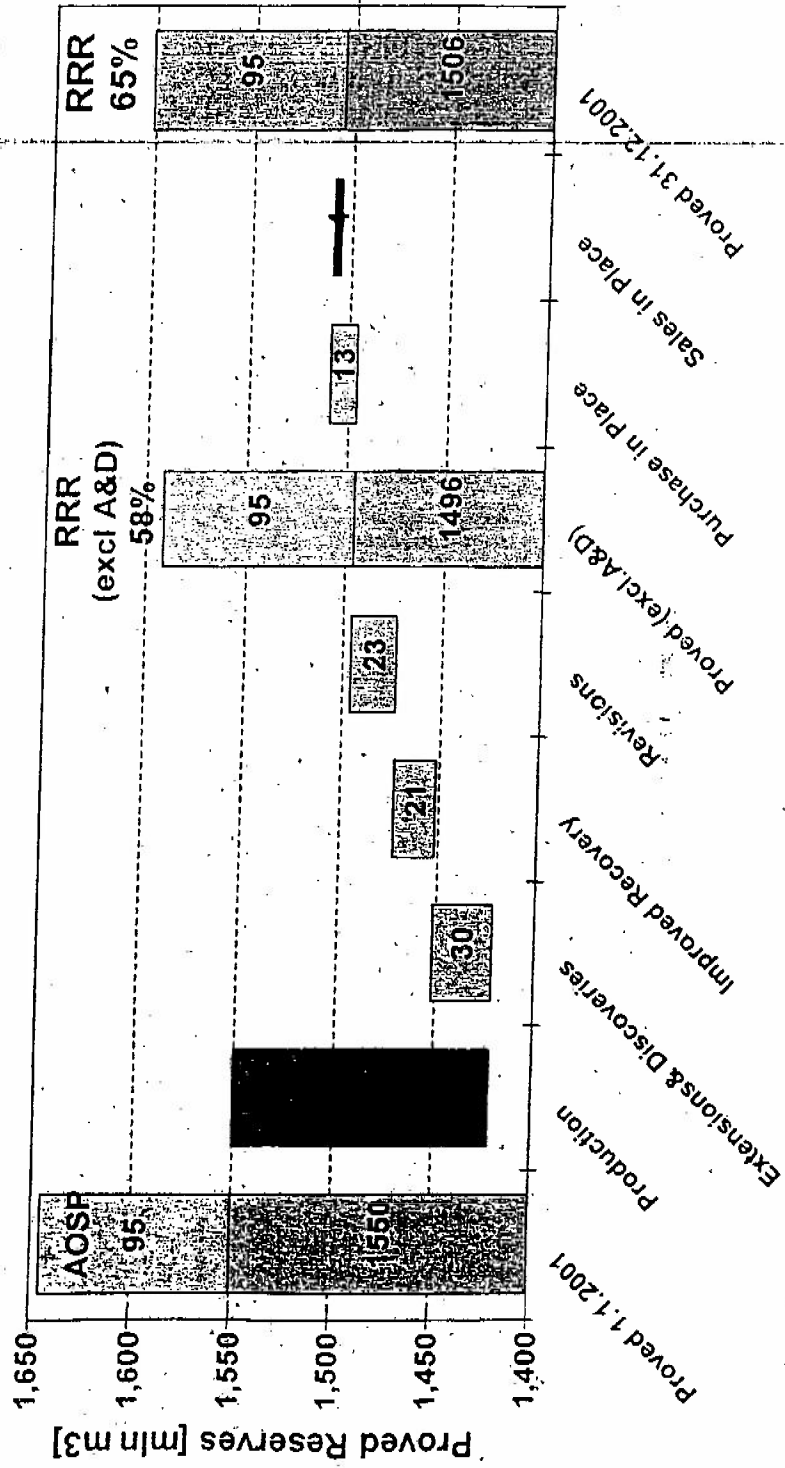 Proved Reserves [mln m3]
1,650
1,600
1,550
1,500
1,450
1,400
AOSP
95
1550
30
21
23
RRR
(excl A&D)
58%
95
1496
13
RRR
65%
95
1506
Proved 1.1.2001
Production
Extensions& Discoveries
Improved Recovery
Revisions
Proved (excl.A&D)
Purchase in Place
Sales in Place
Proved 31.12.2001